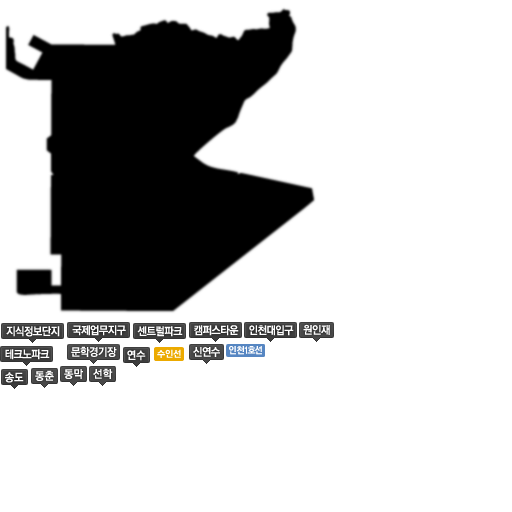 지식정보단지 국제업무지구 센트럴파크 캠퍼스타운 인천대입구 원인재
테크노파크 문학경기장 연수 수인선 신연수 인천1호선
송도 동춘 동막 선학